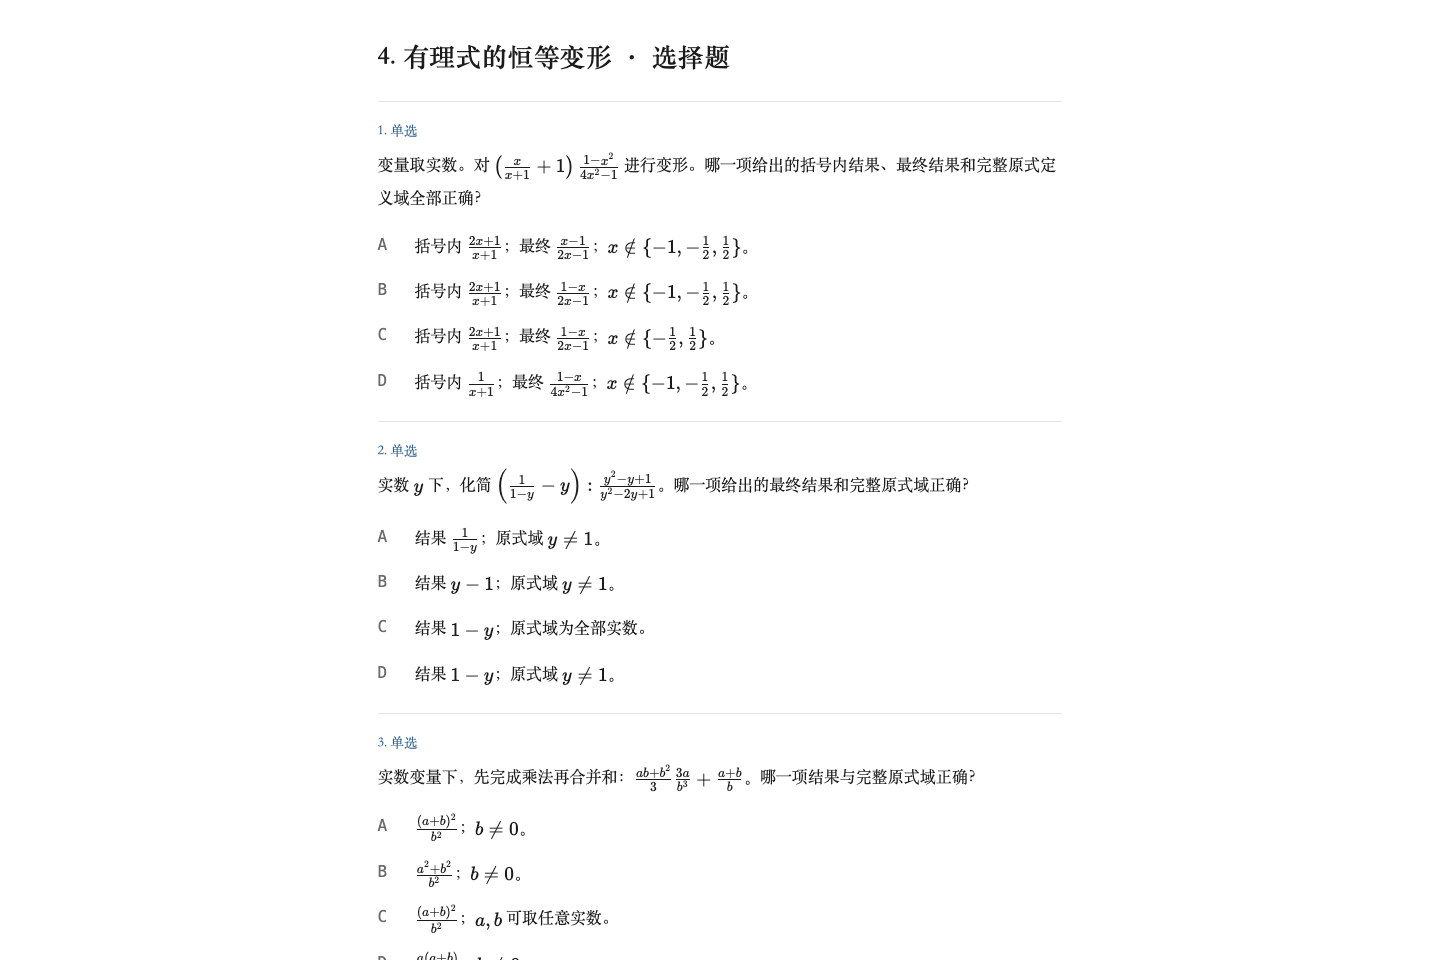 4. 有理式的恒等变形 · 选择题
1. 单选
变量取实数。对 (x/(x+1) + 1) (1−x²)/(4x²−1) 进行变形。哪一项给出的括号内结果、最终结果和完整原式定
义域全部正确?
A 括号内 (2x+1)/(x+1)；最终 (x−1)/(2x−1)；x ∉ {−1, −1/2, 1/2}。
B 括号内 (2x+1)/(x+1)；最终 (1−x)/(2x−1)；x ∉ {−1, −1/2, 1/2}。
C 括号内 (2x+1)/(x+1)；最终 (1−x)/(2x−1)；x ∉ {−1/2, 1/2}。
D 括号内 1/(x+1)；最终 (1−x)/(4x²−1)；x ∉ {−1, −1/2, 1/2}。
2. 单选
实数 y 下，化简 (1/(1−y) − y) : (y²−y+1)/(y²−2y+1)。哪一项给出的最终结果和完整原式域正确?
A 结果 1/(1−y)；原式域 y ≠ 1。
B 结果 y − 1；原式域 y ≠ 1。
C 结果 1 − y；原式域为全部实数。
D 结果 1 − y；原式域 y ≠ 1。
3. 单选
实数变量下，先完成乘法再合并和：(ab+b²)/3 3a/b³ + (a+b)/b。哪一项结果与完整原式域正确?
A (a+b)²/b²；b ≠ 0。
B (a²+b²)/b²；b ≠ 0。
C (a+b)²/b²；a, b 可取任意实数。